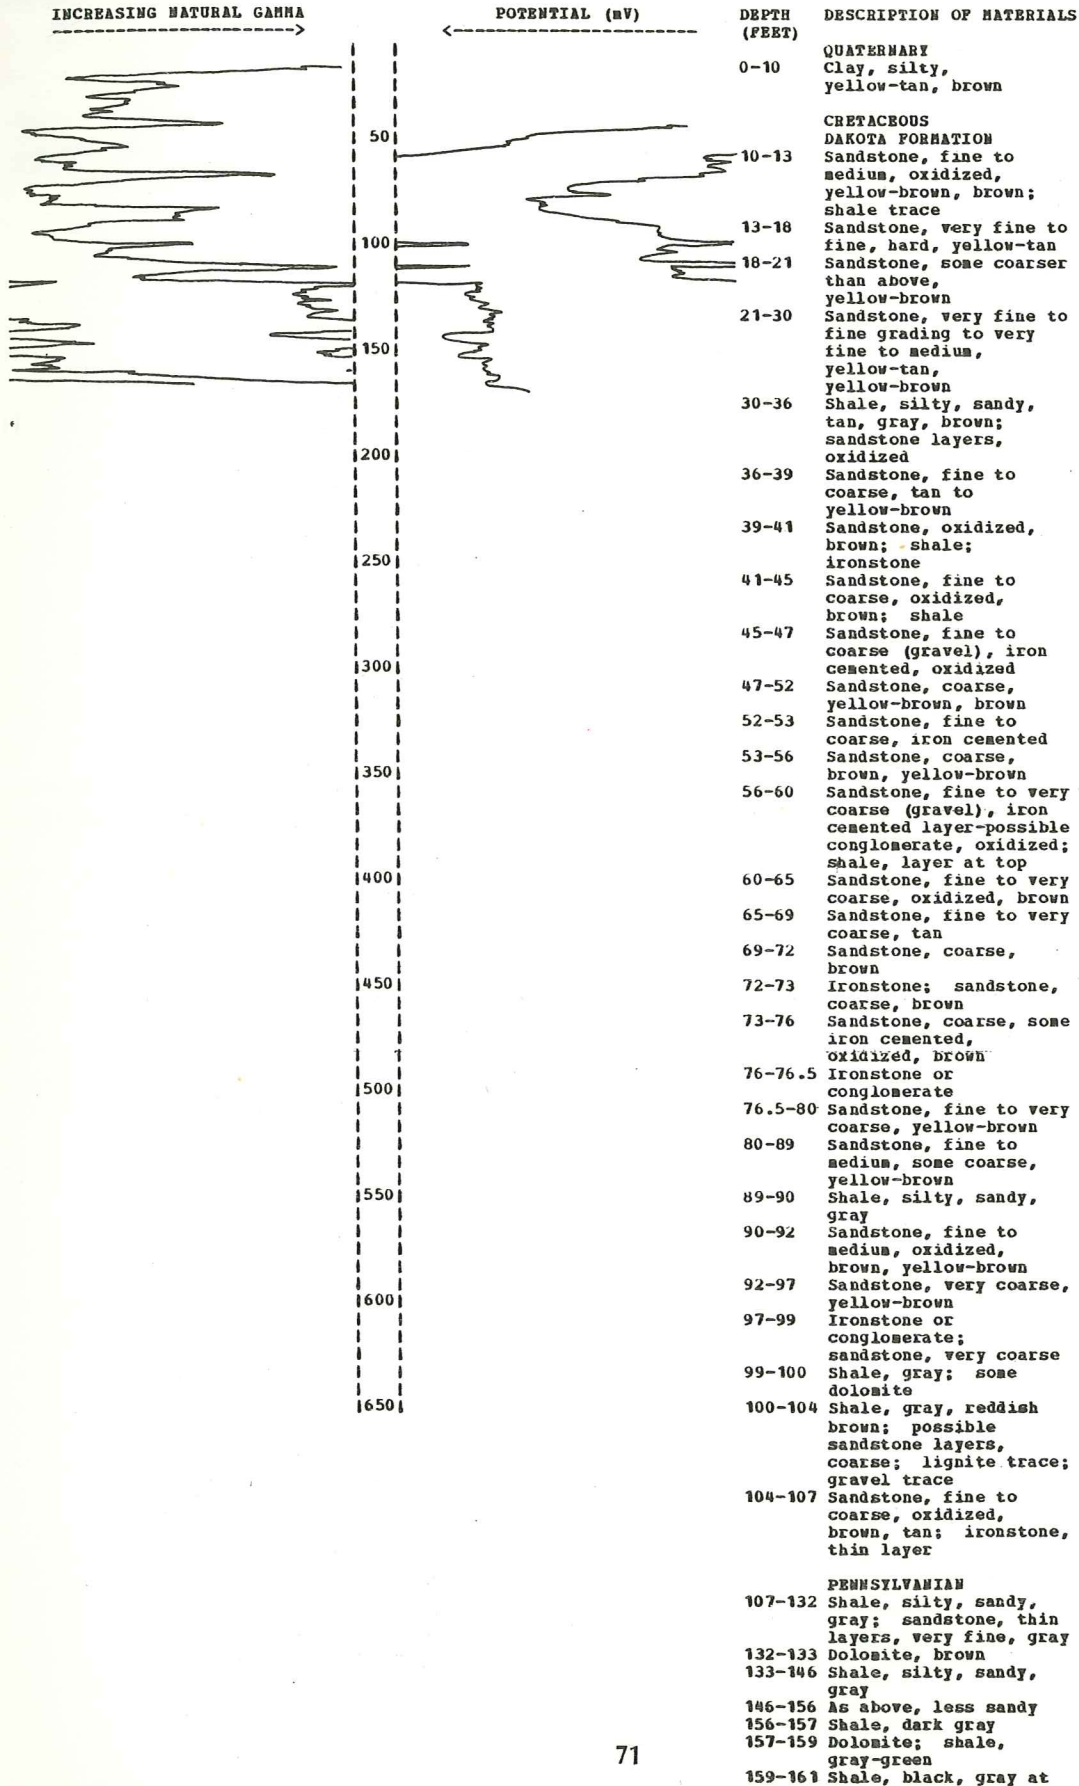 INCREASING NATURAL GAMMA
POTENTIAL (mV)
DEPTH
(FEET)
DESCRIPTION OF MATERIALS
50
100
150
200
250
300
350
400
450
500
550
600
650
QUATERNARY
0-10 Clay, silty,
yellow-tan, brown
CRETACEOUS
DAKOTA FORMATION
10-13 Sandstone, fine to
medium, oxidized,
yellow-brown, brown;
shale trace
13-18 Sandstone, very fine to
fine, hard, yellow-tan
18-21 Sandstone, some coarser
than above,
yellow-brown
21-30 Sandstone, very fine to
fine grading to very
fine to medium,
yellow-tan,
yellow-brown
30-36 Shale, silty, sandy,
tan, gray, brown;
sandstone layers,
oxidized
36-39 Sandstone, fine to
coarse, tan to
yellow-brown
39-41 Sandstone, oxidized,
brown; shale;
ironstone
41-45 Sandstone, fine to
coarse, oxidized,
brown; shale
45-47 Sandstone, fine to
coarse (gravel), iron
cemented, oxidized
47-52 Sandstone, coarse,
yellow-brown, brown
52-53 Sandstone, fine to
coarse, iron cemented
53-56 Sandstone, coarse,
brown, yellow-brown
56-60 Sandstone, fine to very
coarse (gravel), iron
cemented layer-possible
conglomerate, oxidized;
shale, layer at top
60-65 Sandstone, fine to very
coarse, oxidized, brown
65-69 Sandstone, fine to very
coarse, tan
69-72 Sandstone, coarse,
brown
72-73 Ironstone; sandstone,
coarse, brown
73-76 Sandstone, coarse, some
iron cemented,
oxidized, brown
76-76.5 Ironstone or
conglomerate
76.5-80 Sandstone, fine to very
coarse, yellow-brown
80-89 Sandstone, fine to
medium, some coarse,
yellow-brown
89-90 Shale, silty, sandy,
gray
90-92 Sandstone, fine to
medium, oxidized,
brown, yellow-brown
92-97 Sandstone, very coarse,
yellow-brown
97-99 Ironstone or
conglomerate;
sandstone, very coarse
99-100 Shale, gray; some
dolomite
100-104 Shale, gray, reddish
brown; possible
sandstone layers,
coarse; lignite trace;
gravel trace
104-107 Sandstone, fine to
coarse, oxidized,
brown, tan; ironstone,
thin layer
PENNSYLVANIAN
107-132 Shale, silty, sandy,
gray; sandstone, thin
layers, very fine, gray
132-133 Dolomite, brown
133-146 Shale, silty, sandy,
gray
146-156 As above, less sandy
156-157 Shale, dark gray
157-159 Dolomite; shale,
gray-green
159-161 Shale, black, gray at
71